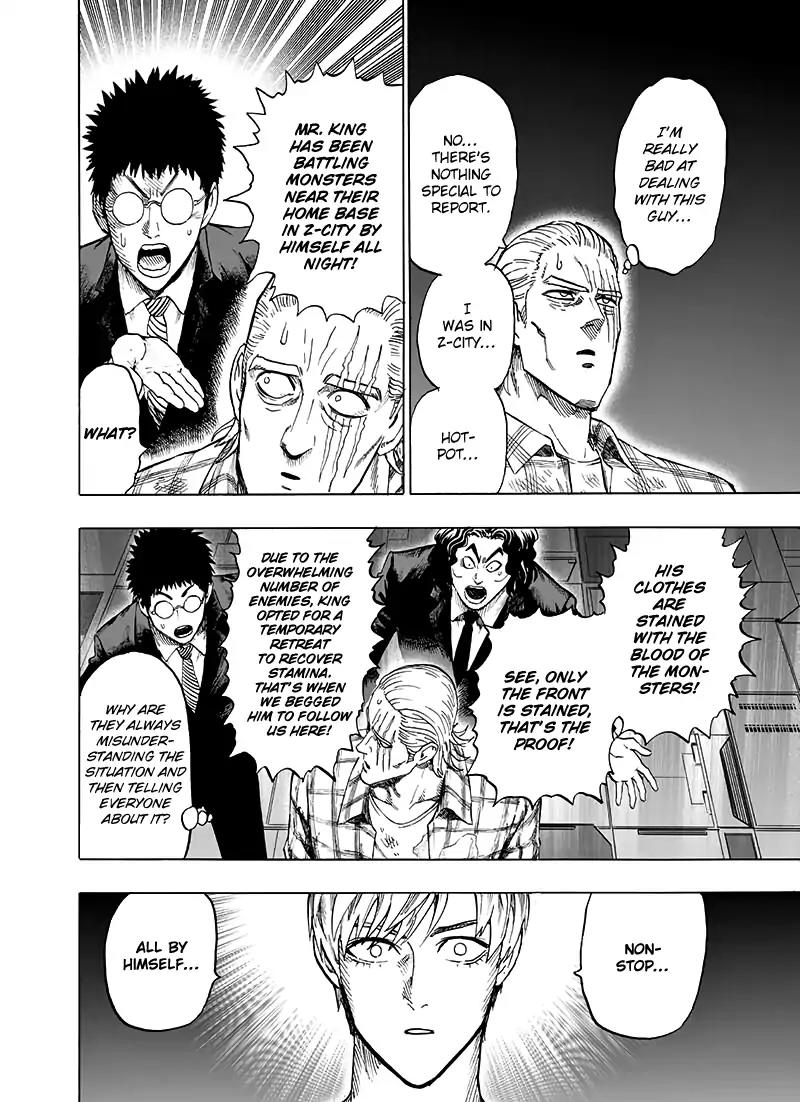 I'M
REALLY
BAD AT
DEALING
WITH THIS
GUY...
NO...
THERE'S
NOTHING
SPECIAL TO
REPORT.
I
WAS IN
Z-CITY...
HOT-
POT...
MR. KING
HAS BEEN
BATTLING
MONSTERS
NEAR THEIR
HOME BASE
IN Z-CITY BY
HIMSELF ALL
NIGHT!
WHAT?
HIS
CLOTHES
ARE
STAINED
WITH THE
BLOOD OF
THE MON-
STERS!
SEE, ONLY
THE FRONT
IS STAINED,
THAT'S THE
PROOF!
DUE TO THE
OVERWHELMING
NUMBER OF
ENEMIES, KING
OPTED FOR A
TEMPORARY
RETREAT
TO RECOVER
STAMINA.
THAT'S WHEN
WE BEGGED
HIM TO FOLLOW
US HERE!
WHY ARE
THEY ALWAYS
MISUNDER-
STANDING THE
SITUATION AND
THEN TELLING
EVERYONE
ABOUT IT?
NON-
STOP...
ALL BY
HIMSELF...